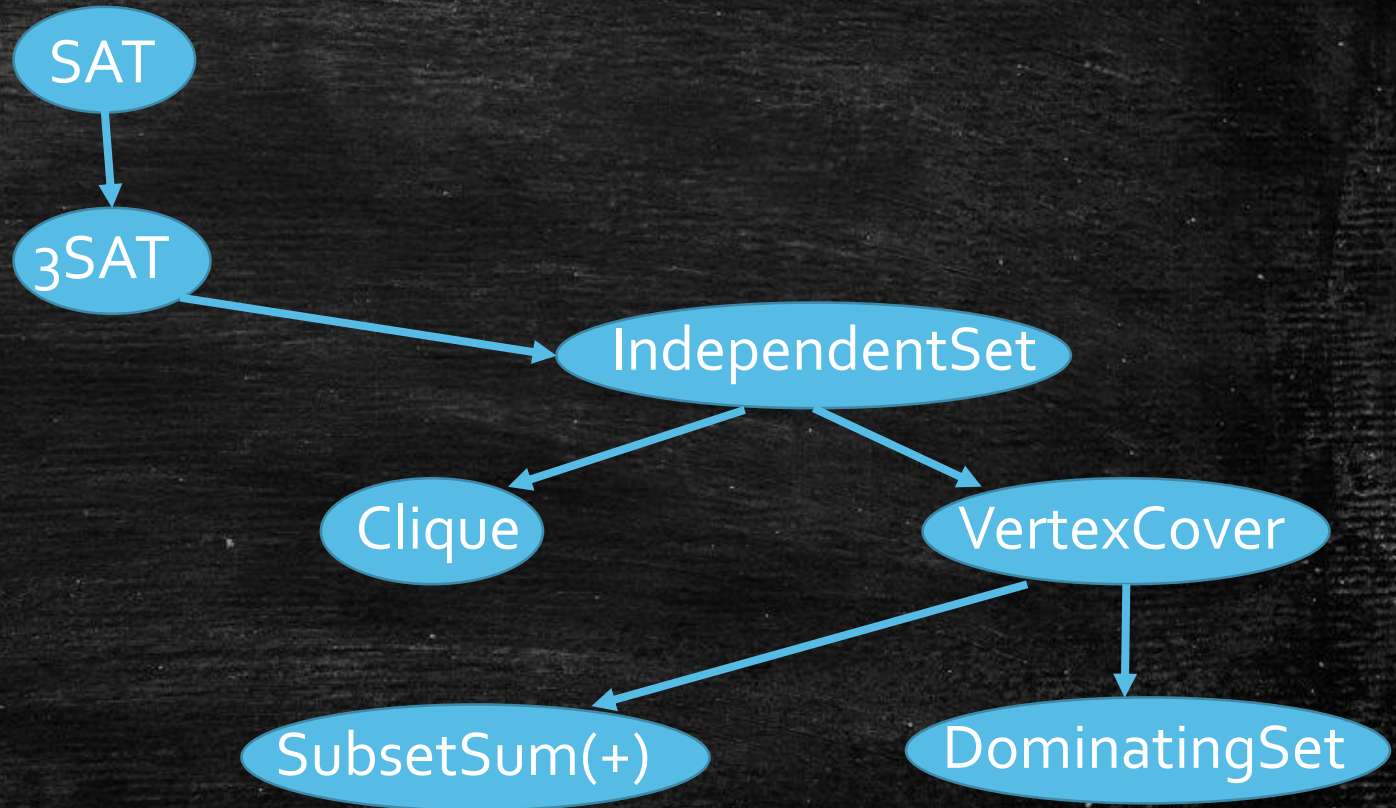 SAT
3SAT
IndependentSet
Clique
VertexCover
SubsetSum(+)
DominatingSet